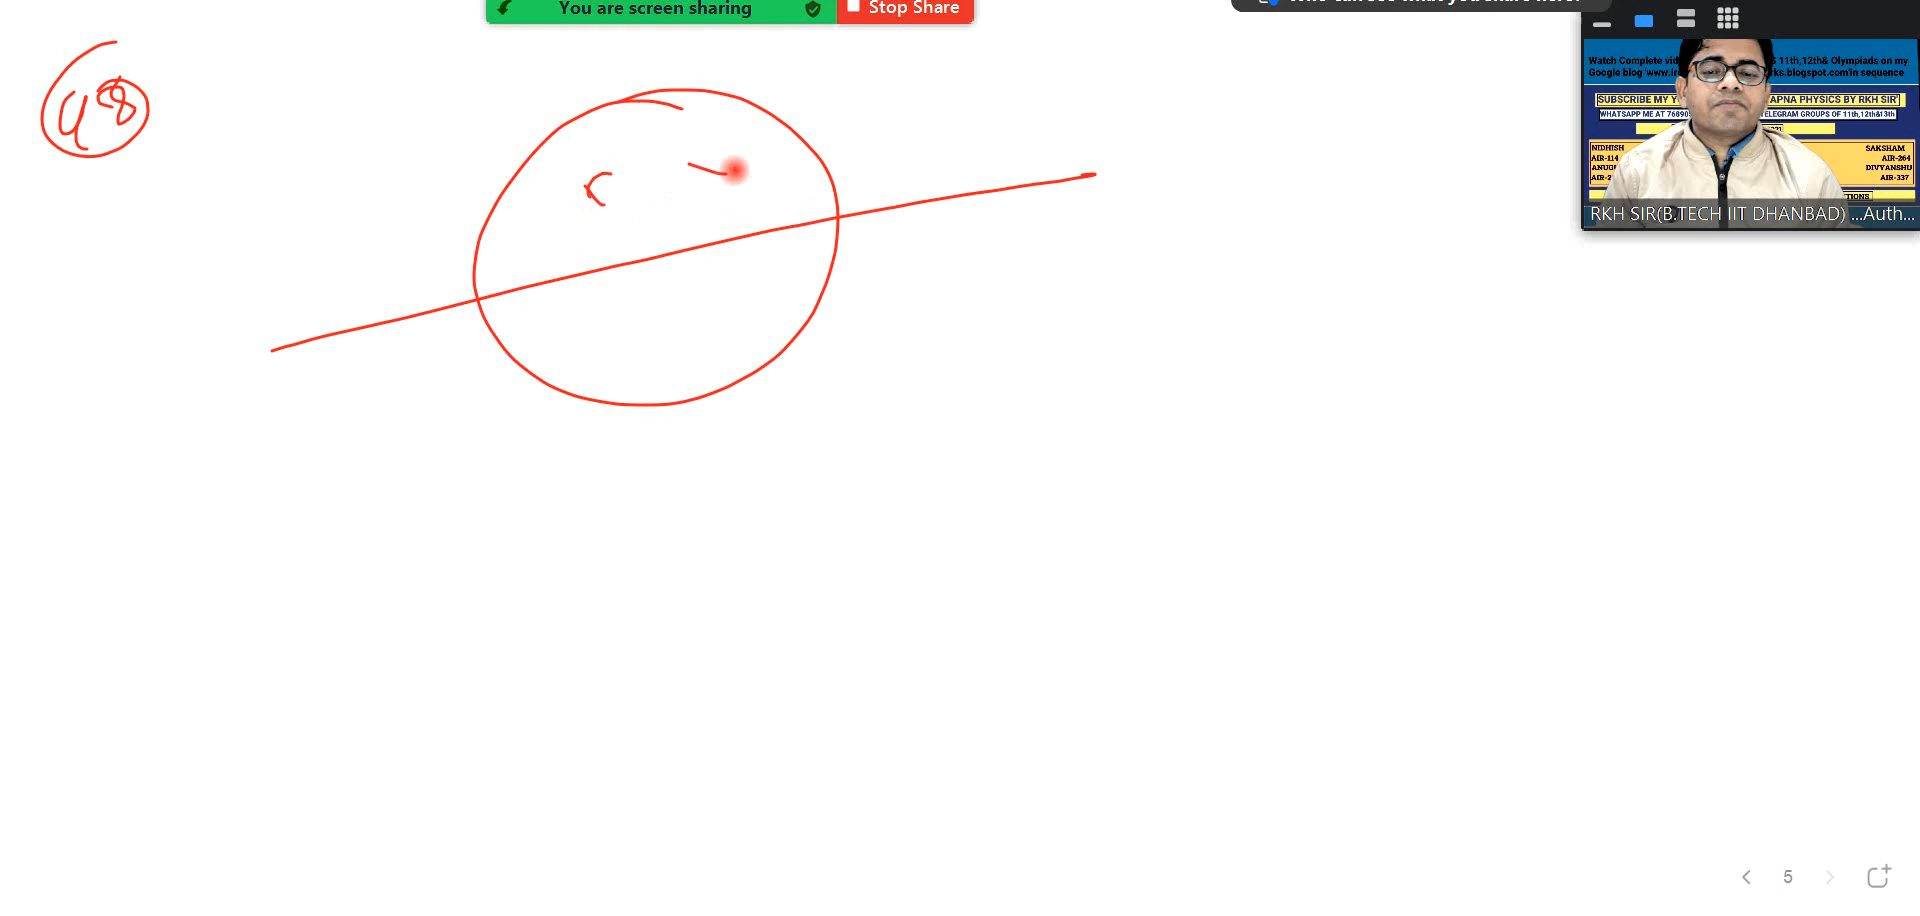 You are screen sharing
Stop Share
48
Watch Complete
11th,12th& Olympiads on my
Google blog 'www.
ks.blogspot.com'in sequence
SUBSCRIBE MY
APNA PHYSICS BY RKH SIR'
WHATSAPP ME AT
TELEGRAM GROUPS OF 11th,12th&13th
NIDHISH
SAKSHAM
AIR-114
AIR-264
DIVYANSHU
AIR-337
RKH SIR(B.TECH IIT DHANBAD) ...Auth...
5